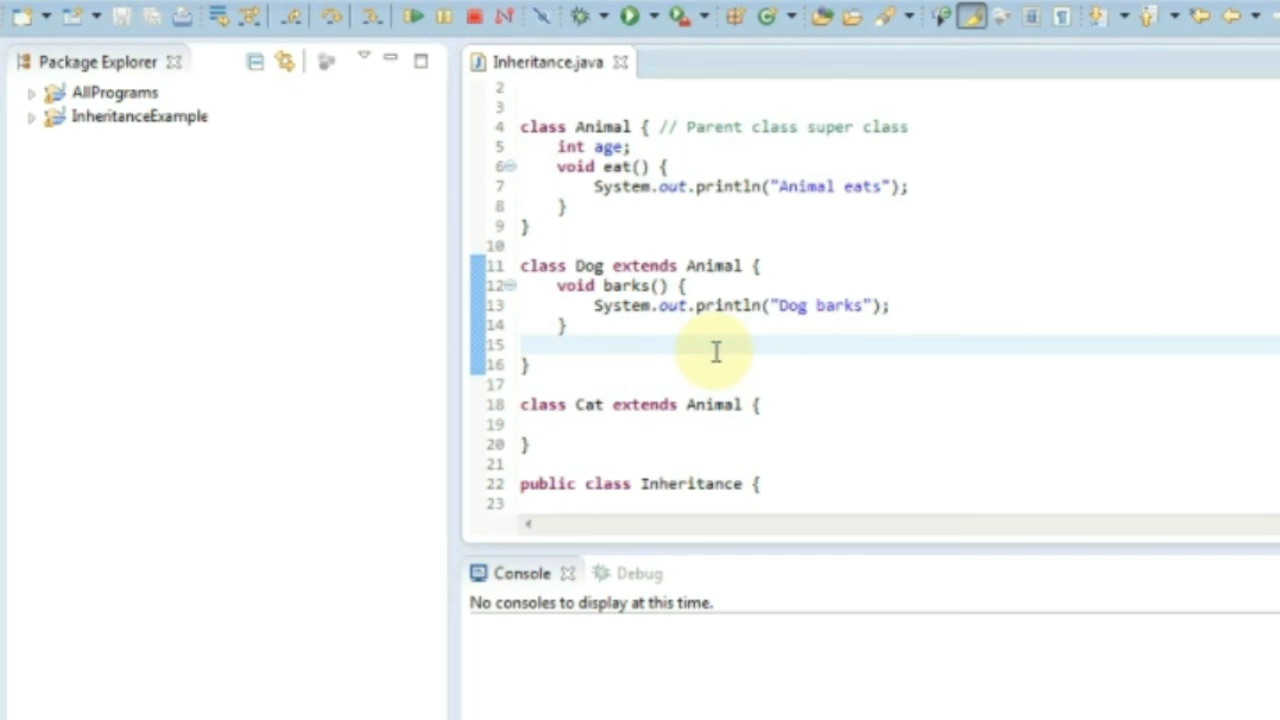 Package Explorer
AllPrograms
InheritanceExample
Inheritance.java
2
3
4 class Animal { // Parent class super class
5 int age;
6 void eat() {
7 System.out.println("Animal eats");
8 }
9 }
10
11 class Dog extends Animal {
12 void barks() {
13 System.out.println("Dog barks");
14 }
15
16 }
17
18 class Cat extends Animal {
19
20 }
21
22 public class Inheritance {
23
Console Debug
No consoles to display at this time.